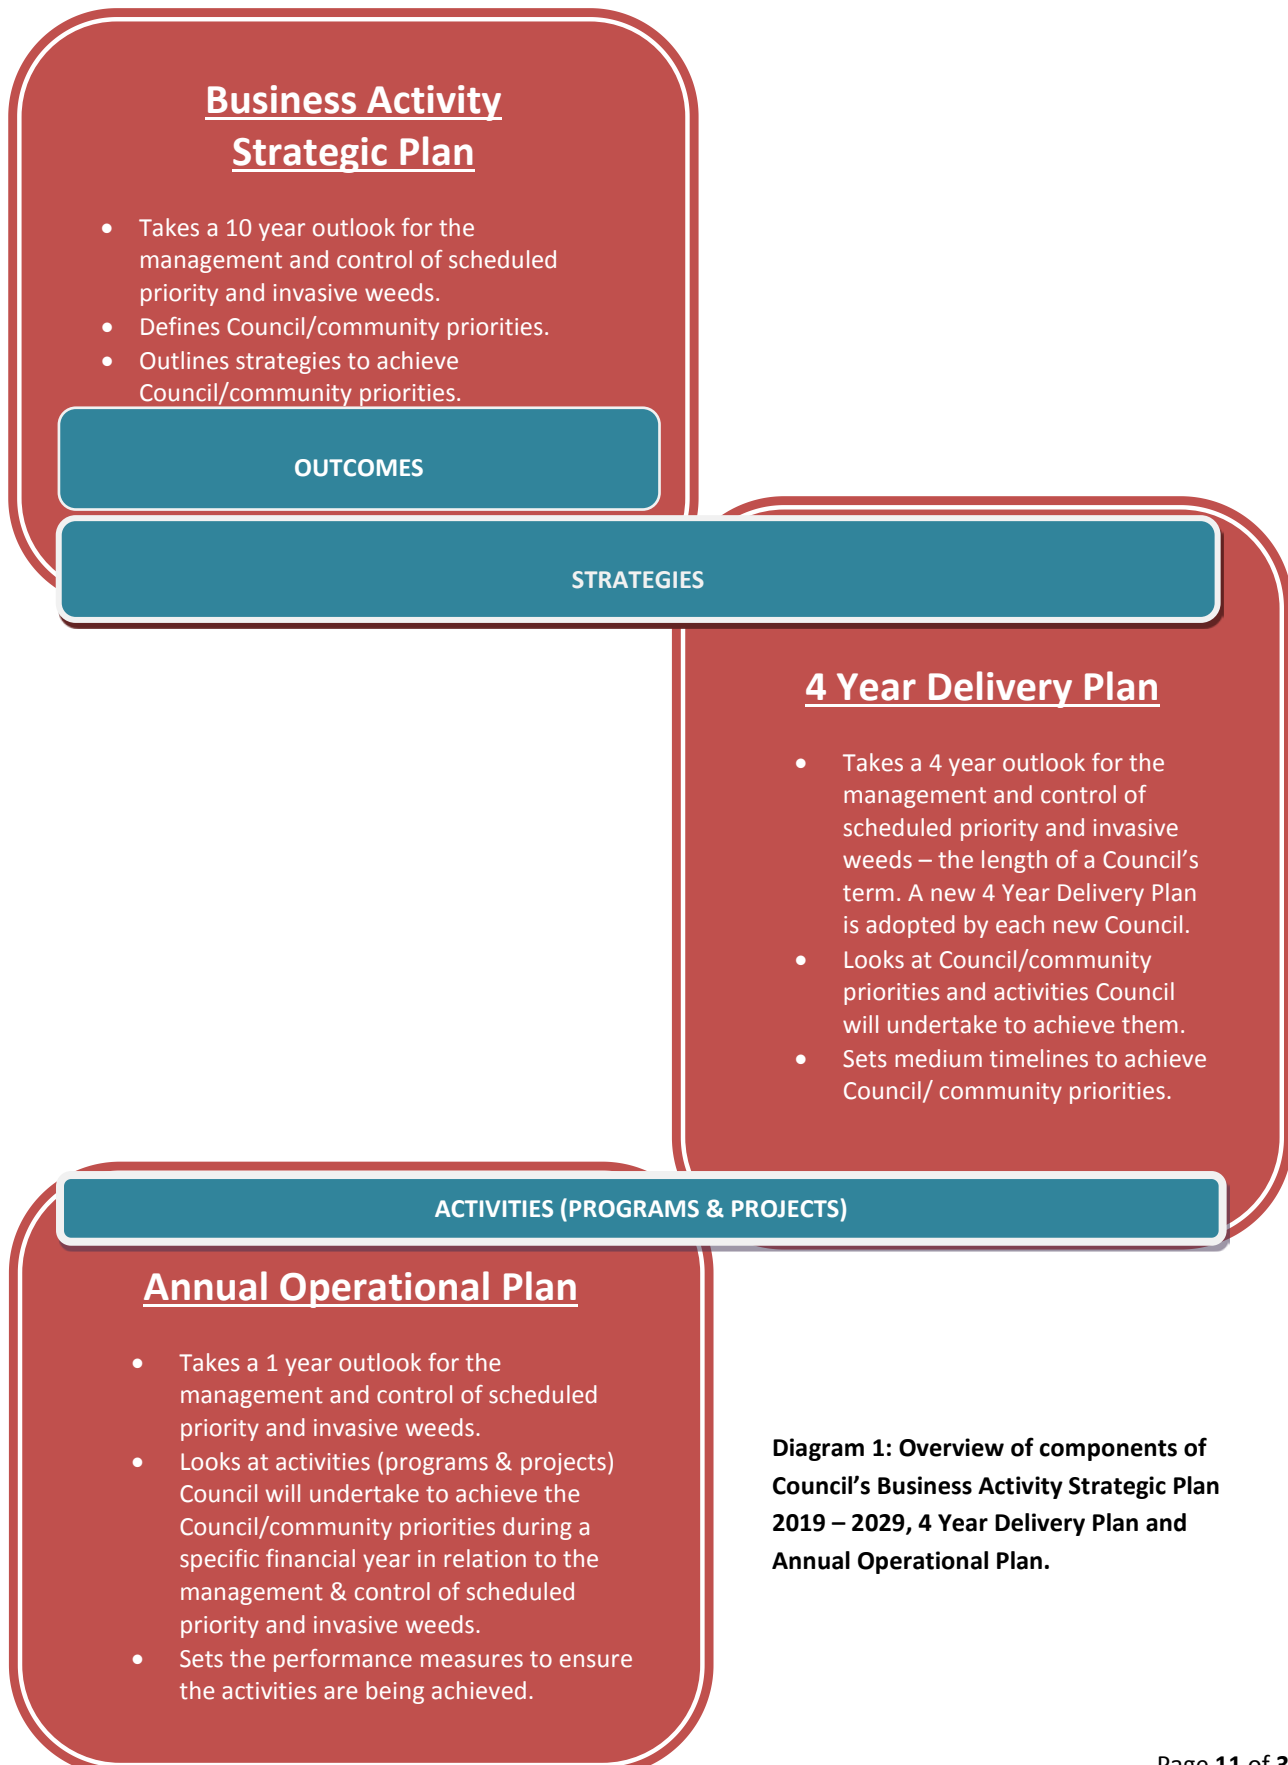 Business Activity
Strategic Plan
• Takes a 10 year outlook for the
management and control of scheduled
priority and invasive weeds.
• Defines Council/community priorities.
• Outlines strategies to achieve
Council/community priorities.
OUTCOMES
STRATEGIES
4 Year Delivery Plan
• Takes a 4 year outlook for the
management and control of
scheduled priority and invasive
weeds – the length of a Council’s
term. A new 4 Year Delivery Plan
is adopted by each new Council.
• Looks at Council/community
priorities and activities Council
will undertake to achieve them.
• Sets medium timelines to achieve
Council/ community priorities.
ACTIVITIES (PROGRAMS & PROJECTS)
Annual Operational Plan
• Takes a 1 year outlook for the
management and control of scheduled
priority and invasive weeds.
• Looks at activities (programs & projects)
Council will undertake to achieve the
Council/community priorities during a
specific financial year in relation to the
management & control of scheduled
priority and invasive weeds.
• Sets the performance measures to ensure
the activities are being achieved.
Diagram 1: Overview of components of
Council’s Business Activity Strategic Plan
2019 – 2029, 4 Year Delivery Plan and
Annual Operational Plan.
Page 11 of